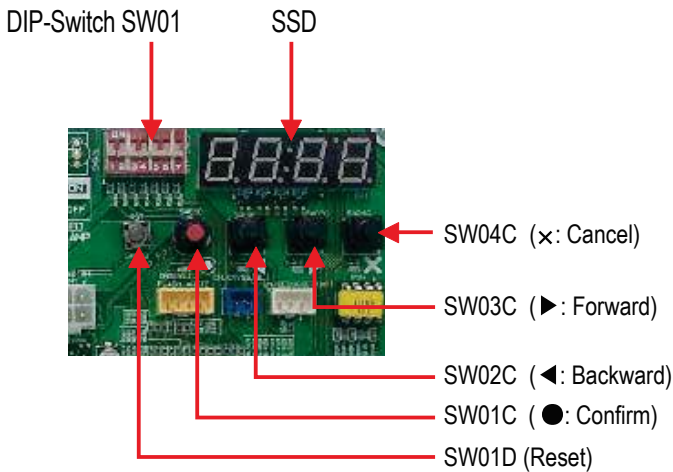 DIP-Switch SW01
SSD
SW04C (×: Cancel)
SW03C (▶: Forward)
SW02C (◀: Backward)
SW01C (●: Confirm)
SW01D (Reset)